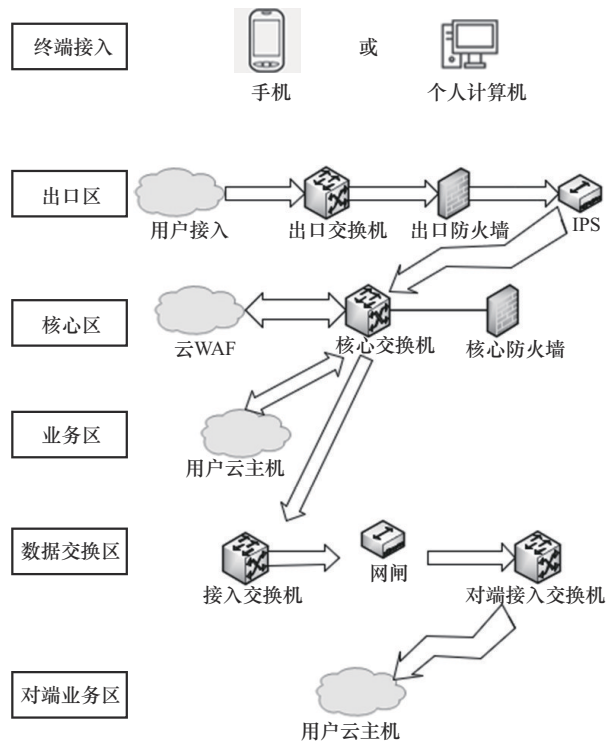 终端接入
或
手机
个人计算机
出口区
用户接入
出口交换机
出口防火墙
IPS
核心区
云WAF
核心交换机
核心防火墙
业务区
用户云主机
数据交换区
接入交换机
网闸
对端接入交换机
对端业务区
用户云主机